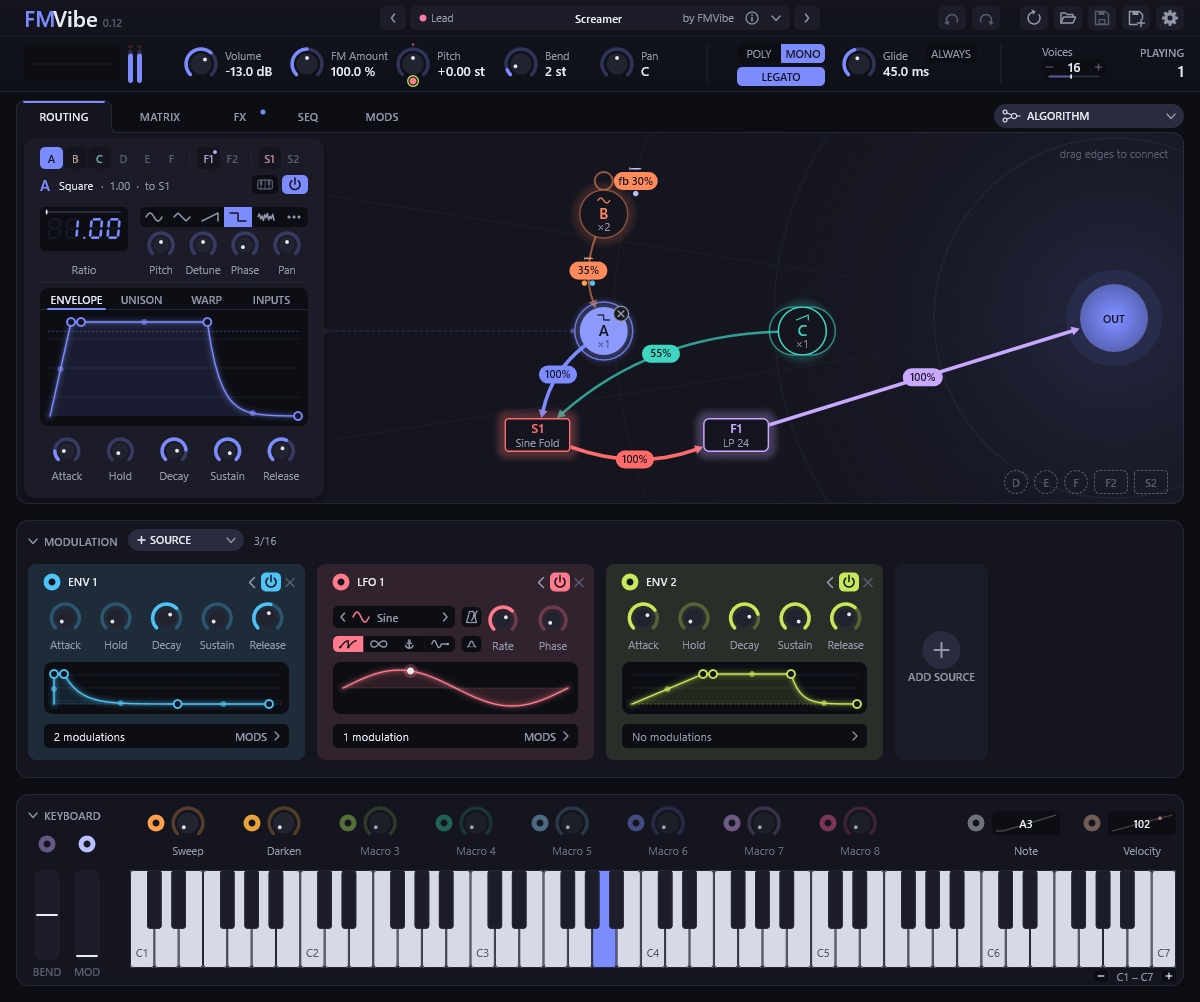 FMVibe 0.12
Lead Screamer by FMVibe
Volume -13.0 dB
FM Amount 100.0 %
Pitch +0.00 st
Bend 2 st
Pan C
POLY MONO
LEGATO
Glide 45.0 ms
ALWAYS
Voices
− 16 +
PLAYING
1
ROUTING MATRIX FX SEQ MODS
ALGORITHM
A B C D E F F1 F2 S1 S2
A Square · 1.00 · to S1
1.00
Ratio Pitch Detune Phase Pan
ENVELOPE UNISON WARP INPUTS
Attack Hold Decay Sustain Release
drag edges to connect
fb 30%
B
×2
35%
A
×1
C
×1
55%
100%
OUT
100%
S1
Sine Fold
F1
LP 24
100%
D E F F2 S2
MODULATION + SOURCE 3/16
ENV 1
Attack Hold Decay Sustain Release
2 modulations MODS
LFO 1
Sine
Rate Phase
1 modulation MODS
ENV 2
Attack Hold Decay Sustain Release
No modulations
ADD SOURCE
KEYBOARD
Sweep Darken Macro 3 Macro 4 Macro 5 Macro 6 Macro 7 Macro 8
A3
Note
102
Velocity
C1 C2 C3 C4 C5 C6 C7
BEND MOD
− C1 – C7 +